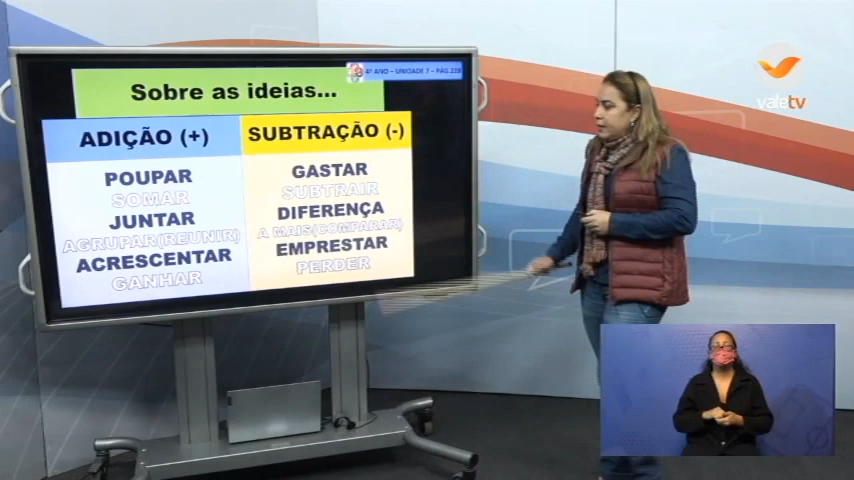 4º ANO – UNIDADE 7 – PÁG 228
Sobre as ideias...
ADIÇÃO (+)
POUPAR
SOMAR
JUNTAR
AGRUPAR(REUNIR)
ACRESCENTAR
GANHAR
SUBTRAÇÃO (-)
GASTAR
SUBTRAIR
DIFERENÇA
A MAIS(COMPARAR)
EMPRESTAR
PERDER
valetv